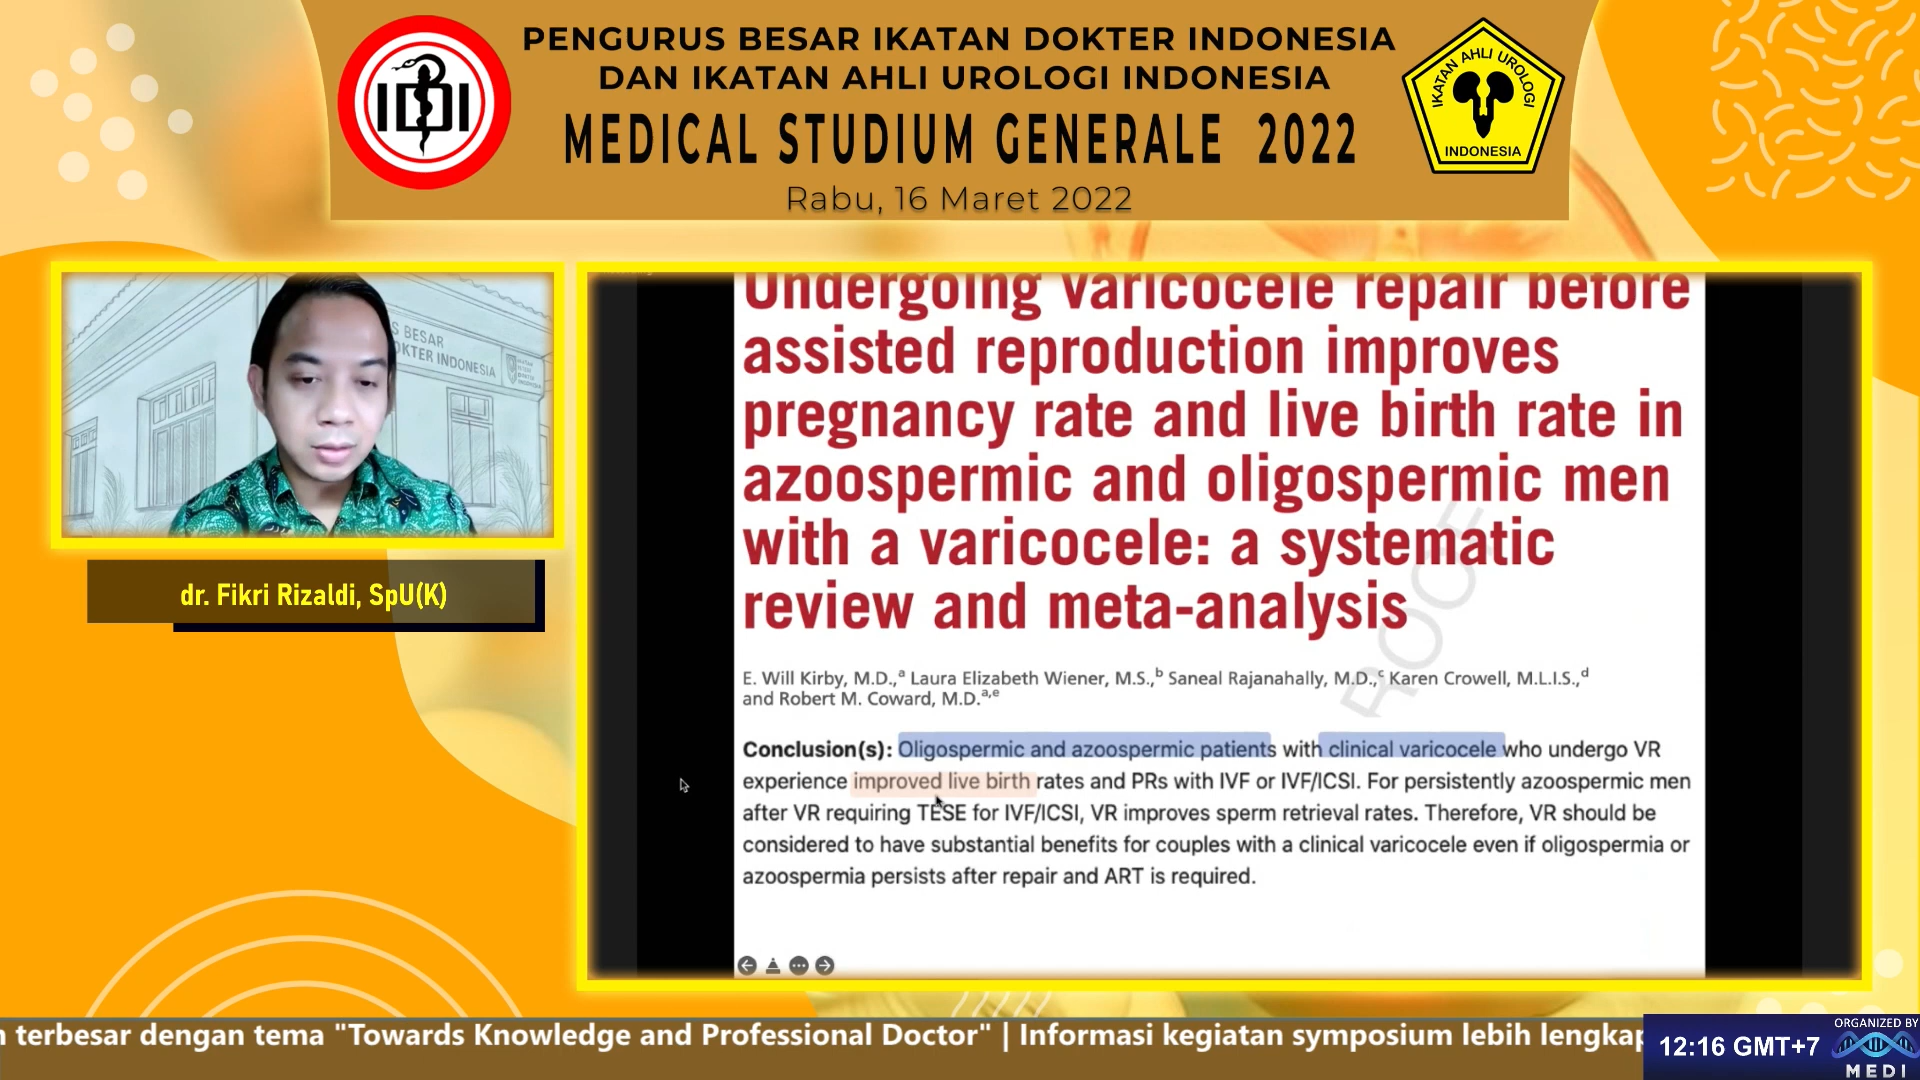 PENGURUS BESAR IKATAN DOKTER INDONESIA
DAN IKATAN AHLI UROLOGI INDONESIA
MEDICAL STUDIUM GENERALE 2022
Rabu, 16 Maret 2022
IDI
IKATAN AHLI UROLOGI
INDONESIA
S BESAR
OKTER INDONESIA
dr. Fikri Rizaldi, SpU(K)
Undergoing varicocele repair before
assisted reproduction improves
pregnancy rate and live birth rate in
azoospermic and oligospermic men
with a varicocele: a systematic
review and meta-analysis
ROOF
E. Will Kirby, M.D.,a Laura Elizabeth Wiener, M.S.,b Saneal Rajanahally, M.D.,c Karen Crowell, M.L.I.S.,d
and Robert M. Coward, M.D.a,e
Conclusion(s): Oligospermic and azoospermic patients with clinical varicocele who undergo VR
experience improved live birth rates and PRs with IVF or IVF/ICSI. For persistently azoospermic men
after VR requiring TESE for IVF/ICSI, VR improves sperm retrieval rates. Therefore, VR should be
considered to have substantial benefits for couples with a clinical varicocele even if oligospermia or
azoospermia persists after repair and ART is required.
n terbesar dengan tema "Towards Knowledge and Professional Doctor" | Informasi kegiatan symposium lebih lengkap
12:16 GMT+7
ORGANIZED BY
MEDI